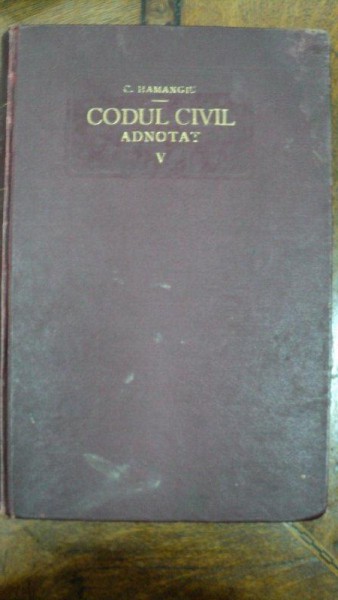 C. HAMANGIU
CODUL CIVIL
ADNOTAT
V